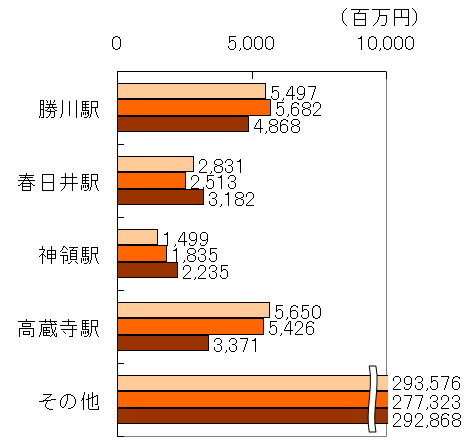 （百万円）
0 5,000 10,000
勝川駅 5,497
5,682
4,868
春日井駅 2,831
2,513
3,182
神領駅 1,499
1,835
2,235
高蔵寺駅 5,650
5,426
3,371
その他 293,576
277,323
292,868